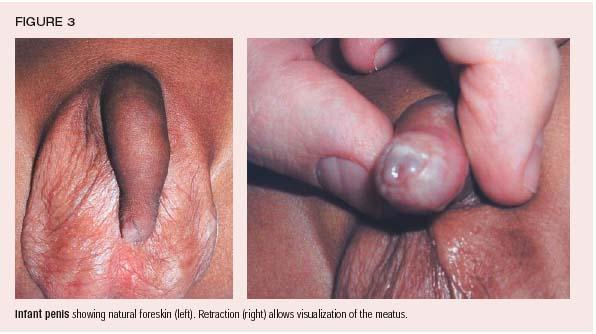 FIGURE 3
Infant penis showing natural foreskin (left). Retraction (right) allows visualization of the meatus.